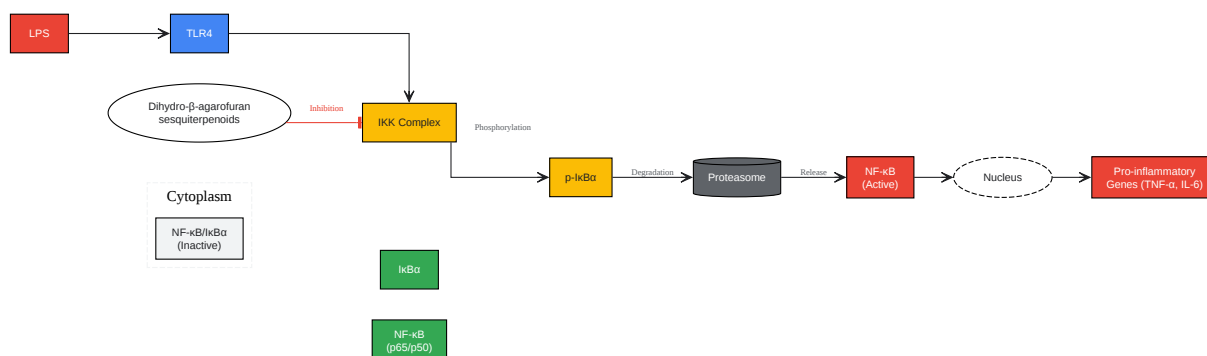 LPS
TLR4
Dihydro-β-agarofuran
sesquiterpenoids
Inhibition
IKK Complex
Phosphorylation
p-IκBα
Degradation
Proteasome
Release
NF-κB
(Active)
Nucleus
Pro-inflammatory
Genes (TNF-α, IL-6)
Cytoplasm
NF-κB/IκBα
(Inactive)
IκBα
NF-κB
(p65/p50)